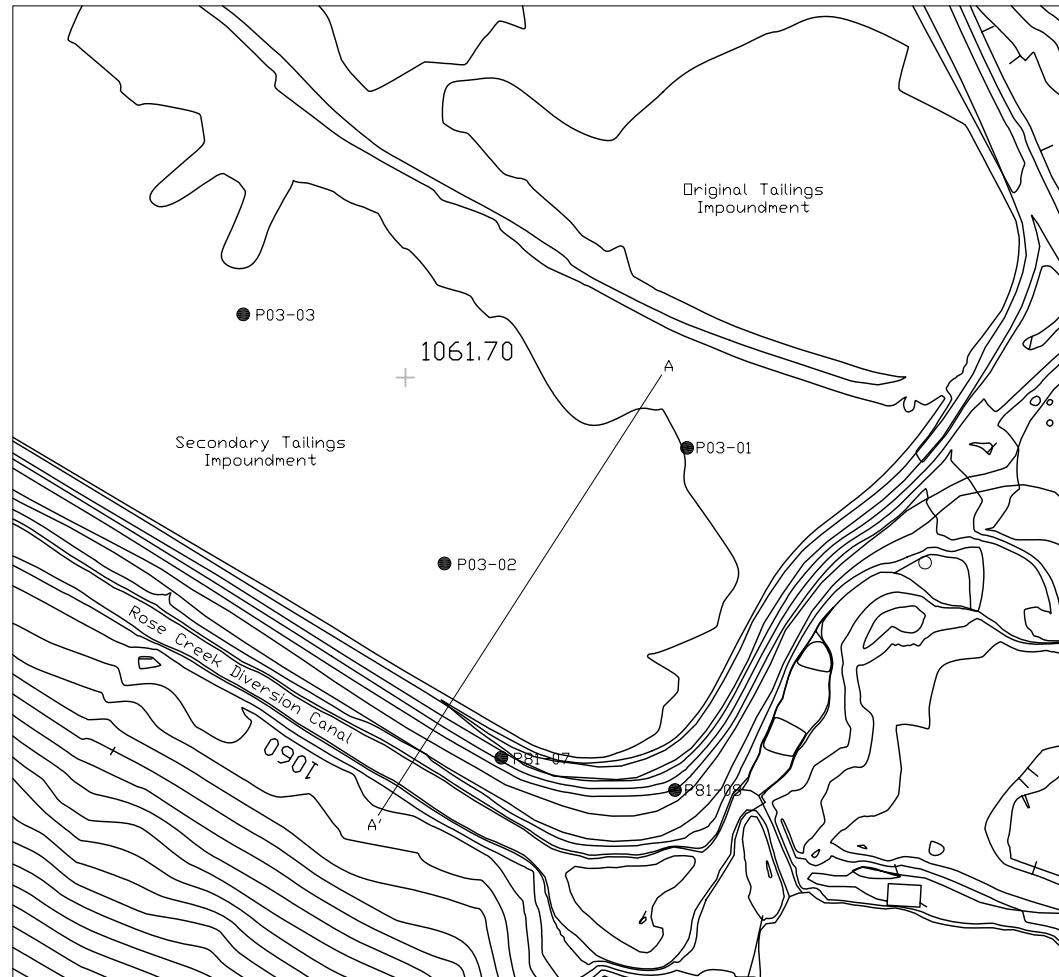 Original Tailings
Impoundment
P03-03
1061.70
A
Secondary Tailings
Impoundment
P03-01
P03-02
Rose Creek Diversion Canal
1060
P81-07
P81-08
A'